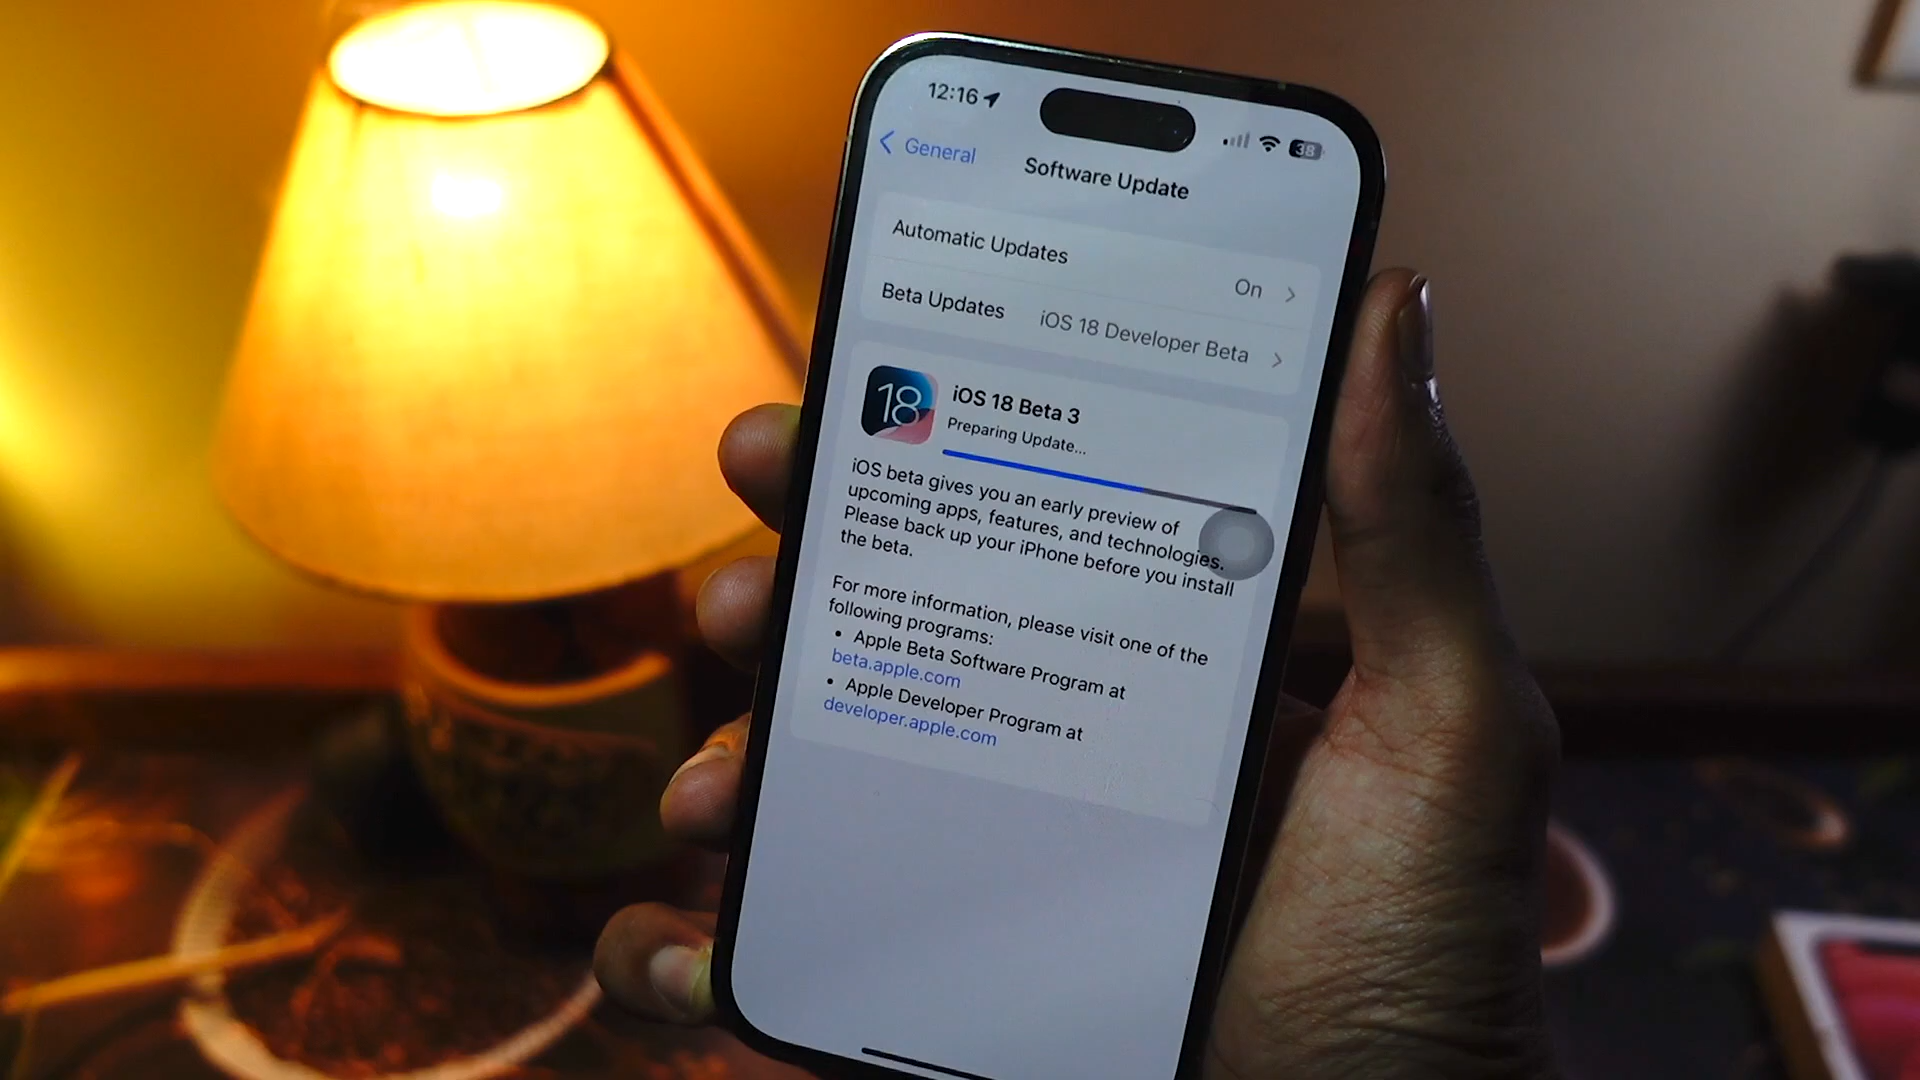 12:16
38
General
Software Update
Automatic Updates On
Beta Updates iOS 18 Developer Beta
18
iOS 18 Beta 3
Preparing Update...
iOS beta gives you an early preview of
upcoming apps, features, and technologies.
Please back up your iPhone before you install
the beta.
For more information, please visit one of the
following programs:
• Apple Beta Software Program at
beta.apple.com
• Apple Developer Program at
developer.apple.com